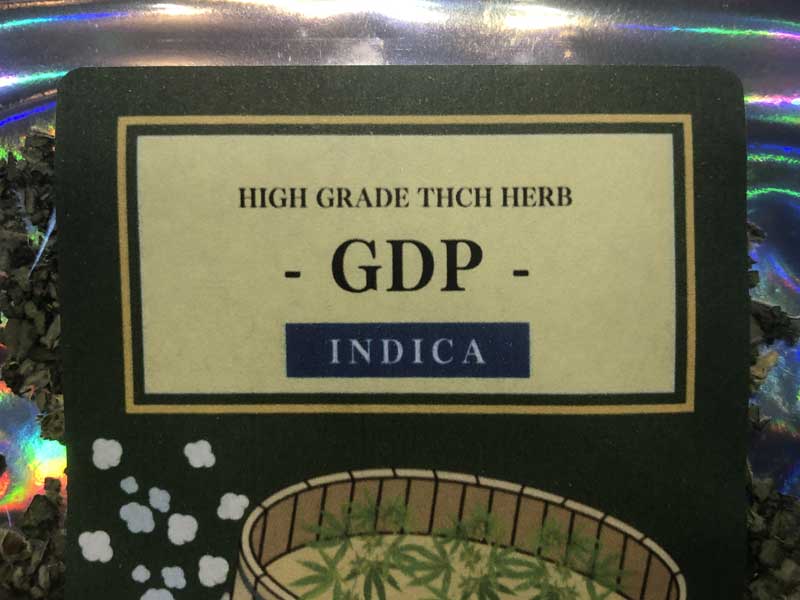 HIGH GRADE THCH HERB
- GDP -
INDICA